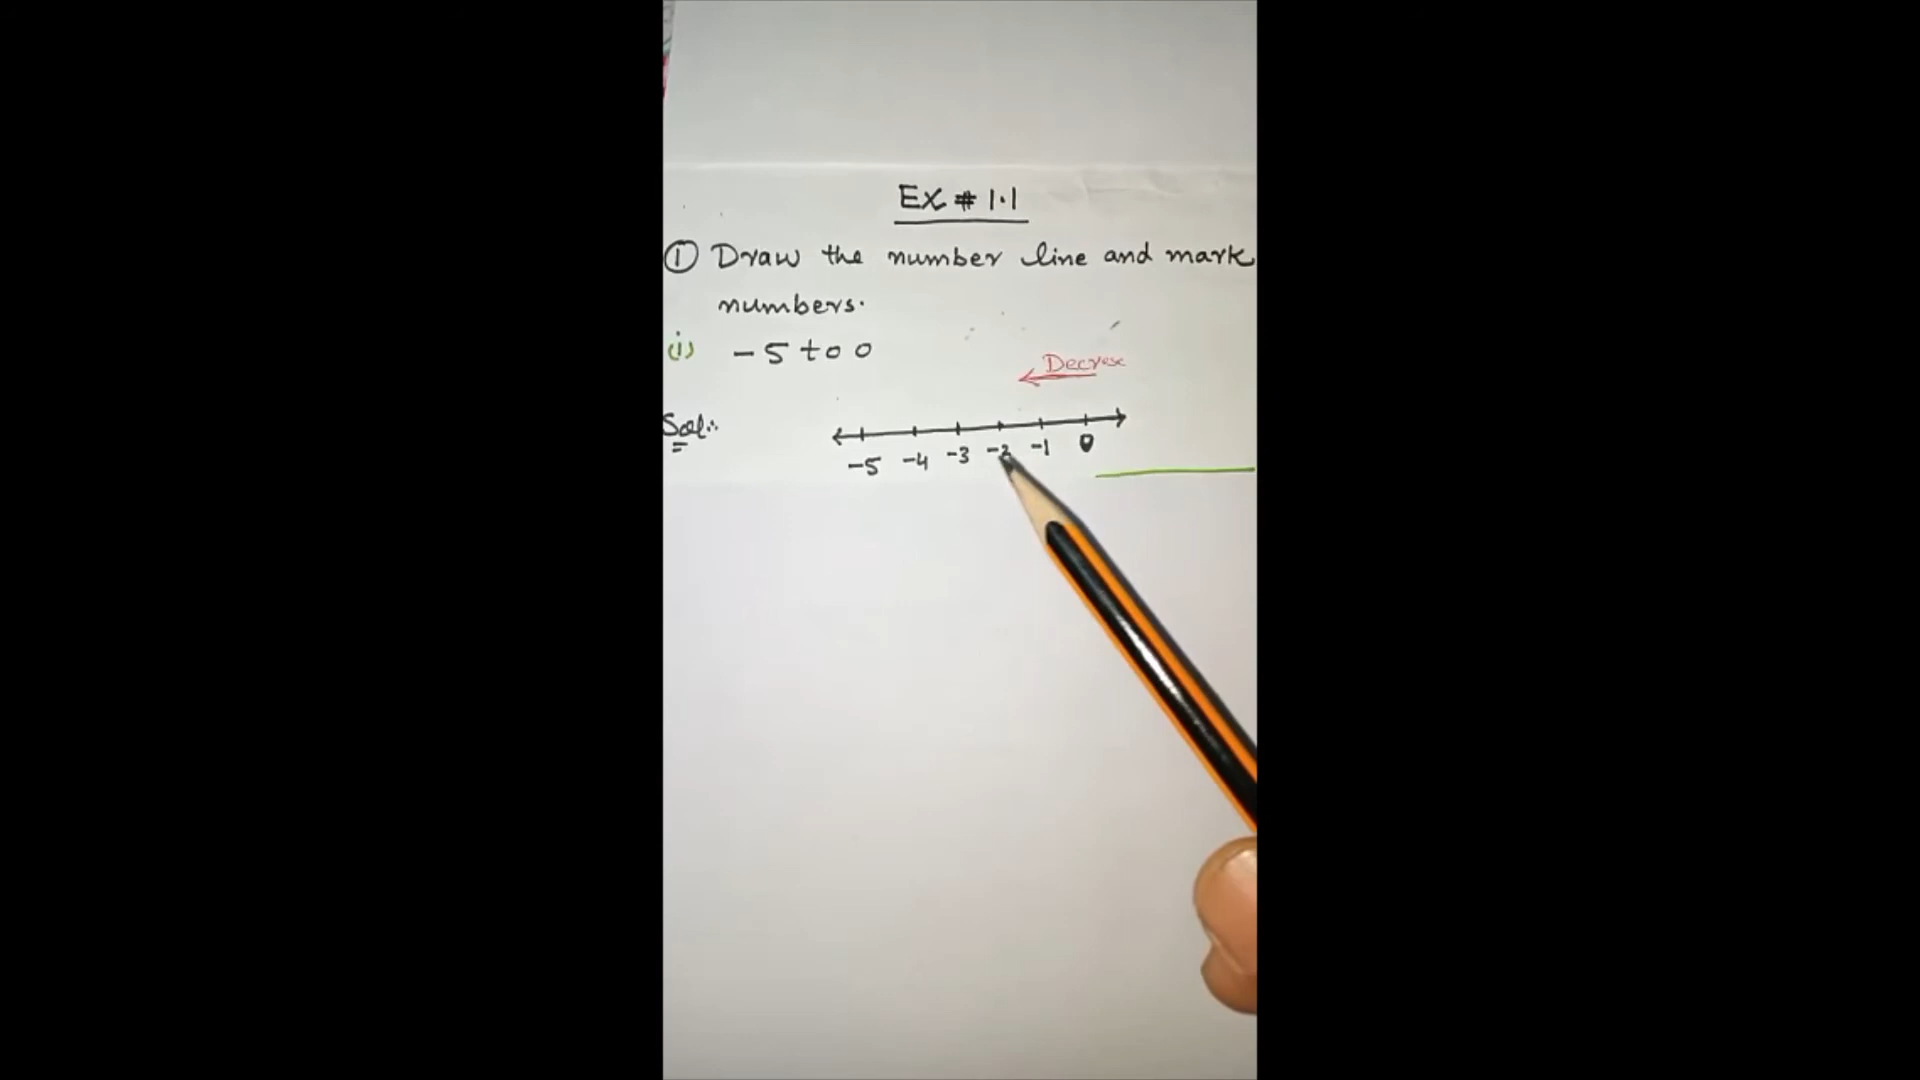 EX # 1.1
① Draw the number line and mark
numbers.
(i) - 5 to 0
Decrese
Sol:.
-5 -4 -3 -2 -1 0